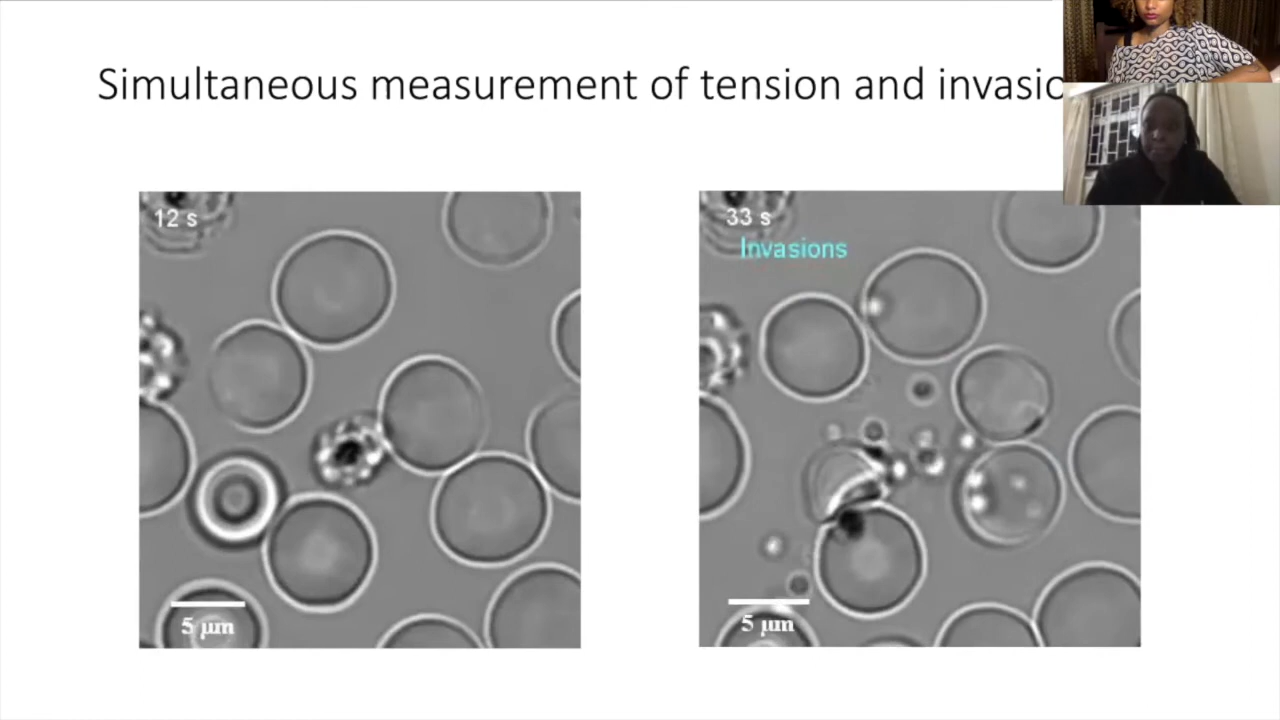 Simultaneous measurement of tension and invasio
12 s
33 s
Invasions
5 µm
5 µm